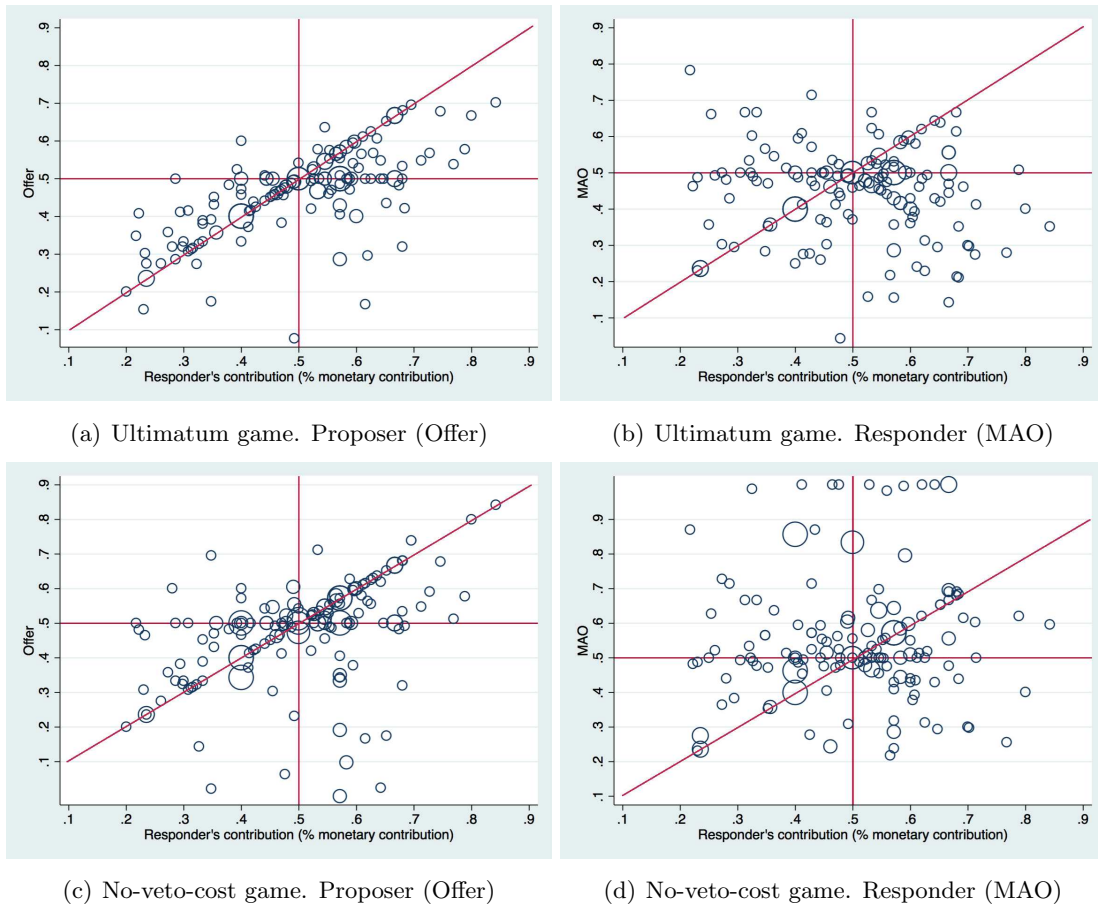 .1 .2 .3 .4 .5 .6 .7 .8 .9
Offer
.1 .2 .3 .4 .5 .6 .7 .8 .9
Responder's contribution (% monetary contribution)
(a) Ultimatum game. Proposer (Offer)
.1 .2 .3 .4 .5 .6 .7 .8 .9
MAO
.1 .2 .3 .4 .5 .6 .7 .8 .9
Responder's contribution (% monetary contribution)
(b) Ultimatum game. Responder (MAO)
.1 .2 .3 .4 .5 .6 .7 .8 .9
Offer
.1 .2 .3 .4 .5 .6 .7 .8 .9
Responder's contribution (% monetary contribution)
(c) No-veto-cost game. Proposer (Offer)
.1 .2 .3 .4 .5 .6 .7 .8 .9
MAO
.1 .2 .3 .4 .5 .6 .7 .8 .9
Responder's contribution (% monetary contribution)
(d) No-veto-cost game. Responder (MAO)